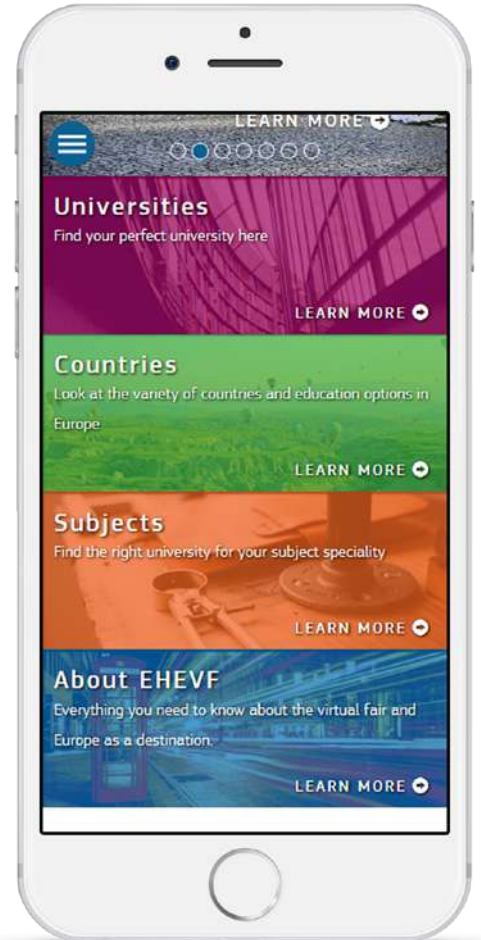 LEARN MORE
Universities
Find your perfect university here
LEARN MORE
Countries
Look at the variety of countries and education options in
Europe
LEARN MORE
Subjects
Find the right university for your subject speciality
LEARN MORE
About EHEVF
Everything you need to know about the virtual fair and
Europe as a destination.
LEARN MORE